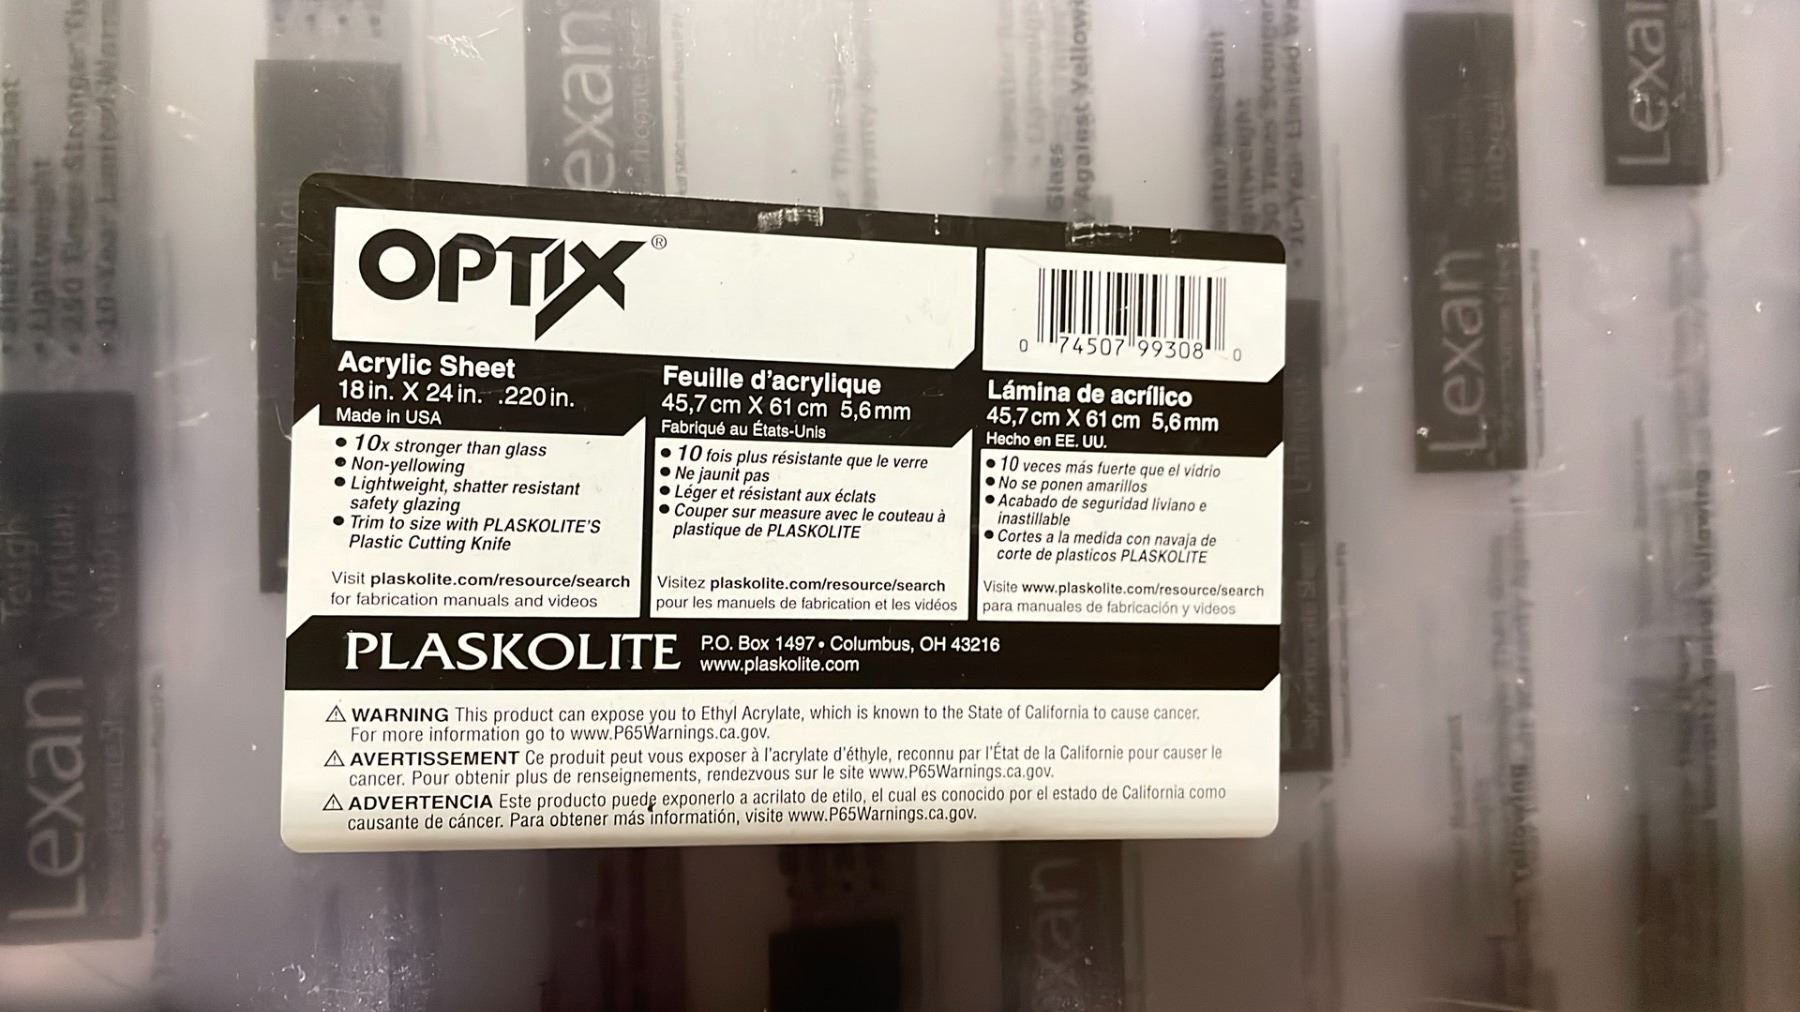 OPTIX®
0 74507 99308 0
Acrylic Sheet
18 in. X 24 in. .220 in.
Made in USA
• 10x stronger than glass
• Non-yellowing
• Lightweight, shatter resistant
safety glazing
• Trim to size with PLASKOLITE'S
Plastic Cutting Knife
Visit plaskolite.com/resource/search
for fabrication manuals and videos
Feuille d'acrylique
45,7 cm X 61 cm 5,6 mm
Fabriqué au États-Unis
• 10 fois plus résistante que le verre
• Ne jaunit pas
• Léger et résistant aux éclats
• Couper sur measure avec le couteau à
plastique de PLASKOLITE
Visitez plaskolite.com/resource/search
pour les manuels de fabrication et les vidéos
Lámina de acrílico
45,7 cm X 61 cm 5,6 mm
Hecho en EE. UU.
• 10 veces más fuerte que el vidrio
• No se ponen amarillos
• Acabado de seguridad liviano e
inastillable
• Cortes a la medida con navaja de
corte de plasticos PLASKOLITE
Visite www.plaskolite.com/resource/search
para manuales de fabricación y videos
PLASKOLITE
P.O. Box 1497 • Columbus, OH 43216
www.plaskolite.com
⚠ WARNING This product can expose you to Ethyl Acrylate, which is known to the State of California to cause cancer.
For more information go to www.P65Warnings.ca.gov.
⚠ AVERTISSEMENT Ce produit peut vous exposer à l'acrylate d'éthyle, reconnu par l'État de la Californie pour causer le
cancer. Pour obtenir plus de renseignements, rendezvous sur le site www.P65Warnings.ca.gov.
⚠ ADVERTENCIA Este producto puede exponerlo a acrilato de etilo, el cual es conocido por el estado de California como
causante de cáncer. Para obtener más informatión, visite www.P65Warnings.ca.gov.
Lexan
Lexan
Lightweight
Glass
Against